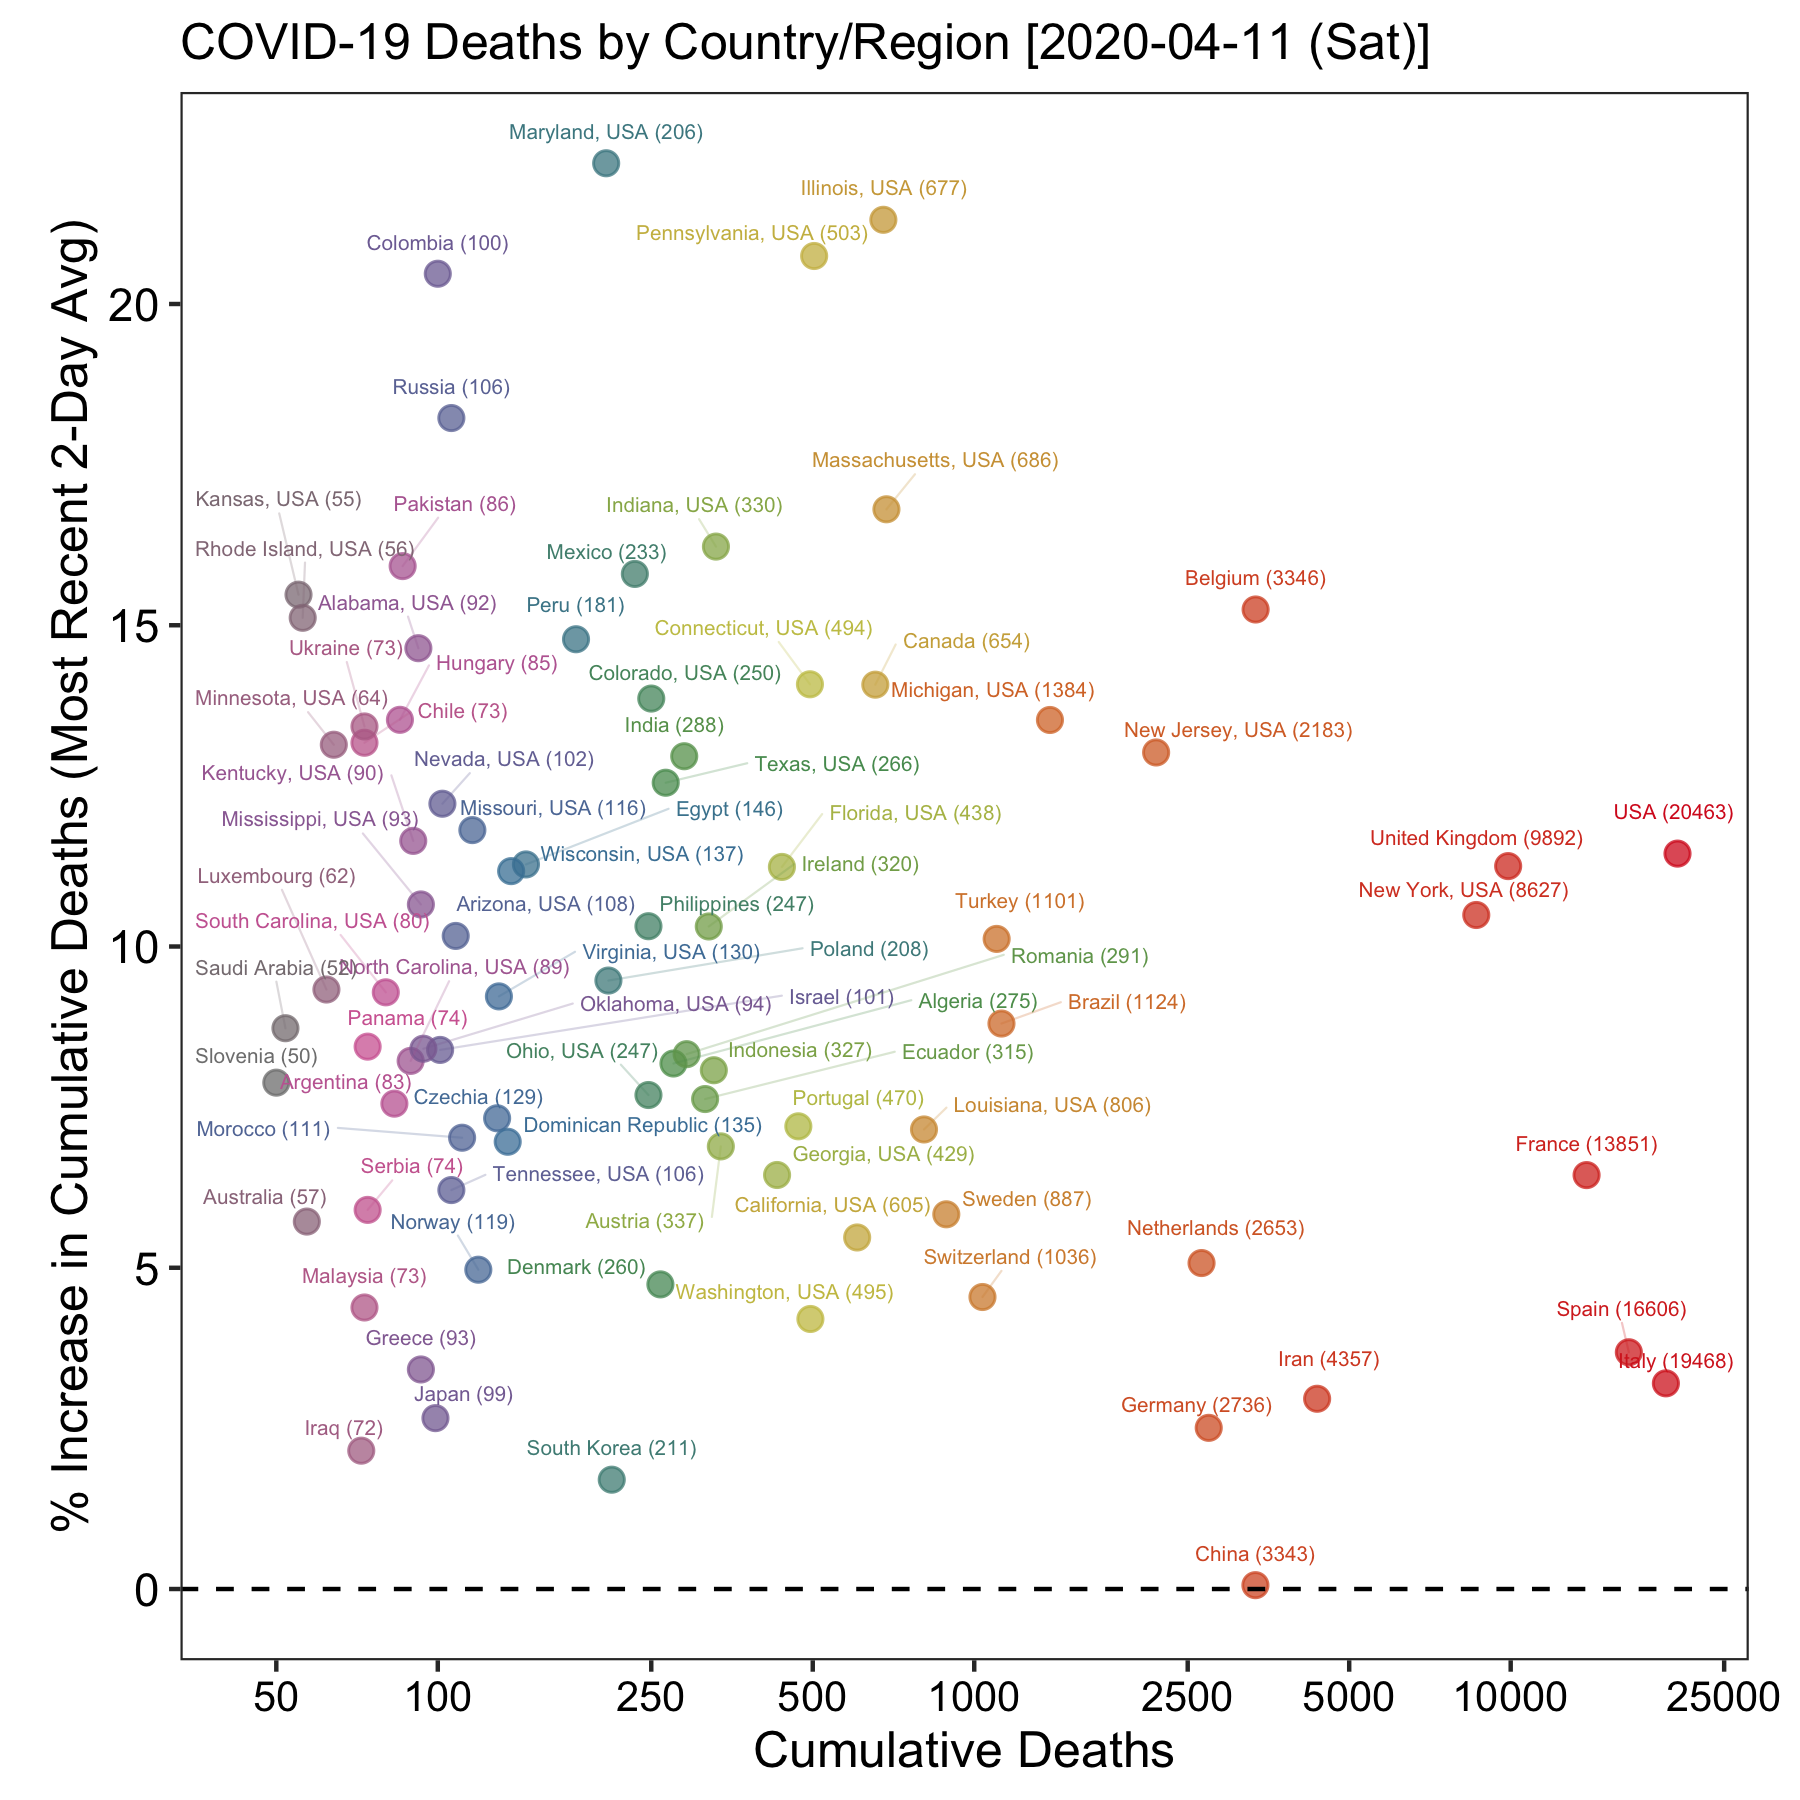 COVID-19 Deaths by Country/Region [2020-04-11 (Sat)]
% Increase in Cumulative Deaths (Most Recent 2-Day Avg)
20
15
10
5
0
Maryland, USA (206)
Illinois, USA (677)
Pennsylvania, USA (503)
Colombia (100)
Russia (106)
Massachusetts, USA (686)
Kansas, USA (55)
Pakistan (86)
Indiana, USA (330)
Rhode Island, USA (56)
Mexico (233)
Belgium (3346)
Alabama, USA (92)
Peru (181)
Connecticut, USA (494)
Canada (654)
Ukraine (73)
Hungary (85)
Colorado, USA (250)
Michigan, USA (1384)
Minnesota, USA (64)
Chile (73)
India (288)
New Jersey, USA (2183)
Nevada, USA (102)
Texas, USA (266)
Kentucky, USA (90)
Missouri, USA (116)
Egypt (146)
Florida, USA (438)
USA (20463)
Mississippi, USA (93)
United Kingdom (9892)
Wisconsin, USA (137)
Ireland (320)
Luxembourg (62)
New York, USA (8627)
Arizona, USA (108)
Philippines (247)
Turkey (1101)
South Carolina, USA (80)
Virginia, USA (130)
Poland (208)
Romania (291)
Saudi Arabia (52)
North Carolina, USA (89)
Oklahoma, USA (94)
Israel (101)
Algeria (275)
Brazil (1124)
Panama (74)
Slovenia (50)
Ohio, USA (247)
Indonesia (327)
Ecuador (315)
Argentina (83)
Czechia (129)
Portugal (470)
Louisiana, USA (806)
Morocco (111)
Dominican Republic (135)
France (13851)
Georgia, USA (429)
Serbia (74)
Tennessee, USA (106)
Australia (57)
Norway (119)
Austria (337)
California, USA (605)
Sweden (887)
Netherlands (2653)
Malaysia (73)
Denmark (260)
Switzerland (1036)
Washington, USA (495)
Spain (16606)
Greece (93)
Iran (4357)
Italy (19468)
Japan (99)
Germany (2736)
Iraq (72)
South Korea (211)
China (3343)
50
100
250
500
1000
2500
5000
10000
25000
Cumulative Deaths